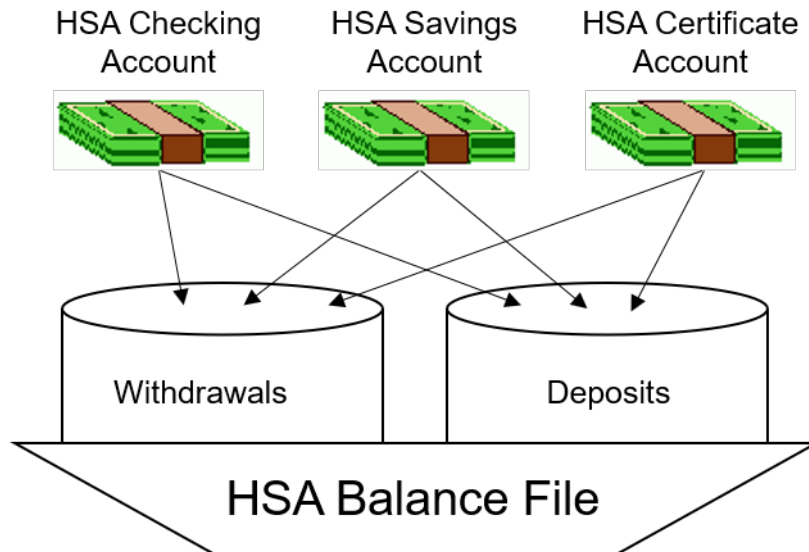 HSA Checking
Account
HSA Savings
Account
HSA Certificate
Account
Withdrawals
Deposits
HSA Balance File